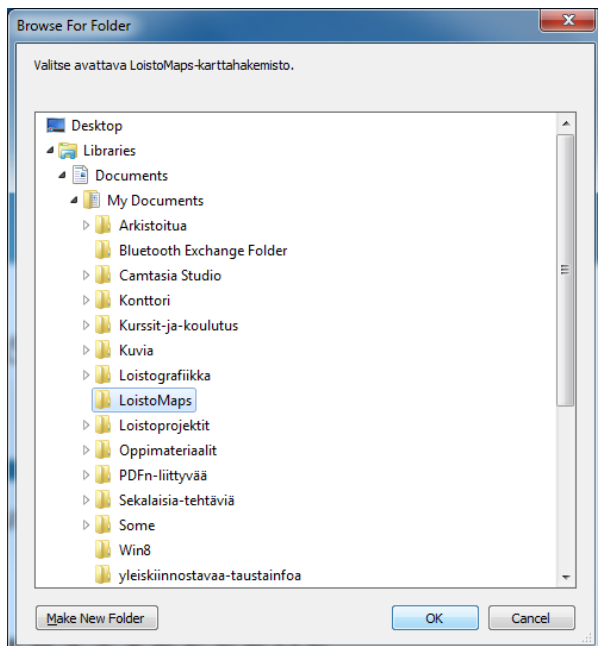 Browse For Folder
Valitse avattava LoistoMaps-karttahakemisto.
Desktop
Libraries
Documents
My Documents
Arkistoitua
Bluetooth Exchange Folder
Camtasia Studio
Konttori
Kurssit-ja-koulutus
Kuvia
Loistografiikka
LoistoMaps
Loistoprojektit
Oppimateriaalit
PDFn-liittyvää
Sekalaisia-tehtäviä
Some
Win8
yleiskiinnostavaa-taustainfoa
Make New Folder
OK
Cancel